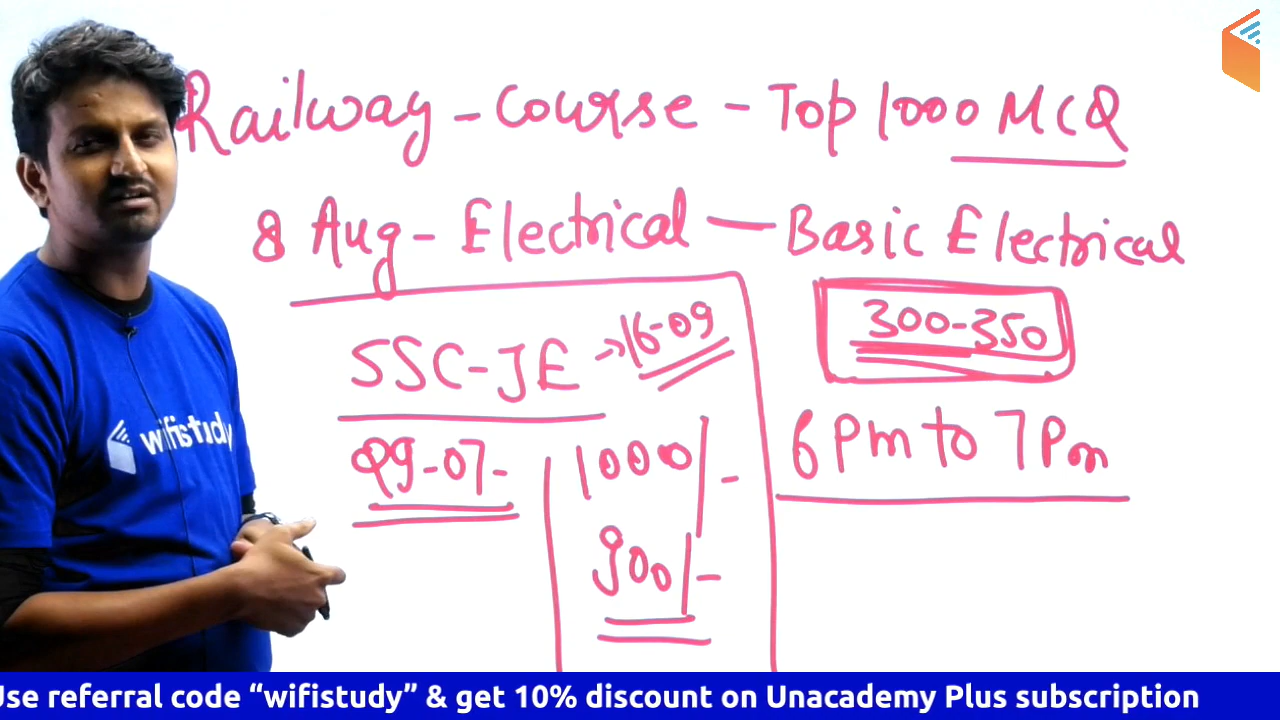 Railway - Course - Top 1000 MCQ
8 Aug - Electrical — Basic Electrical
SSC-JE → 16-09
300-350
09-07-
1000/-
6 Pm to 7 Pm
900/-
wifistudy
Use referral code “wifistudy” & get 10% discount on Unacademy Plus subscription